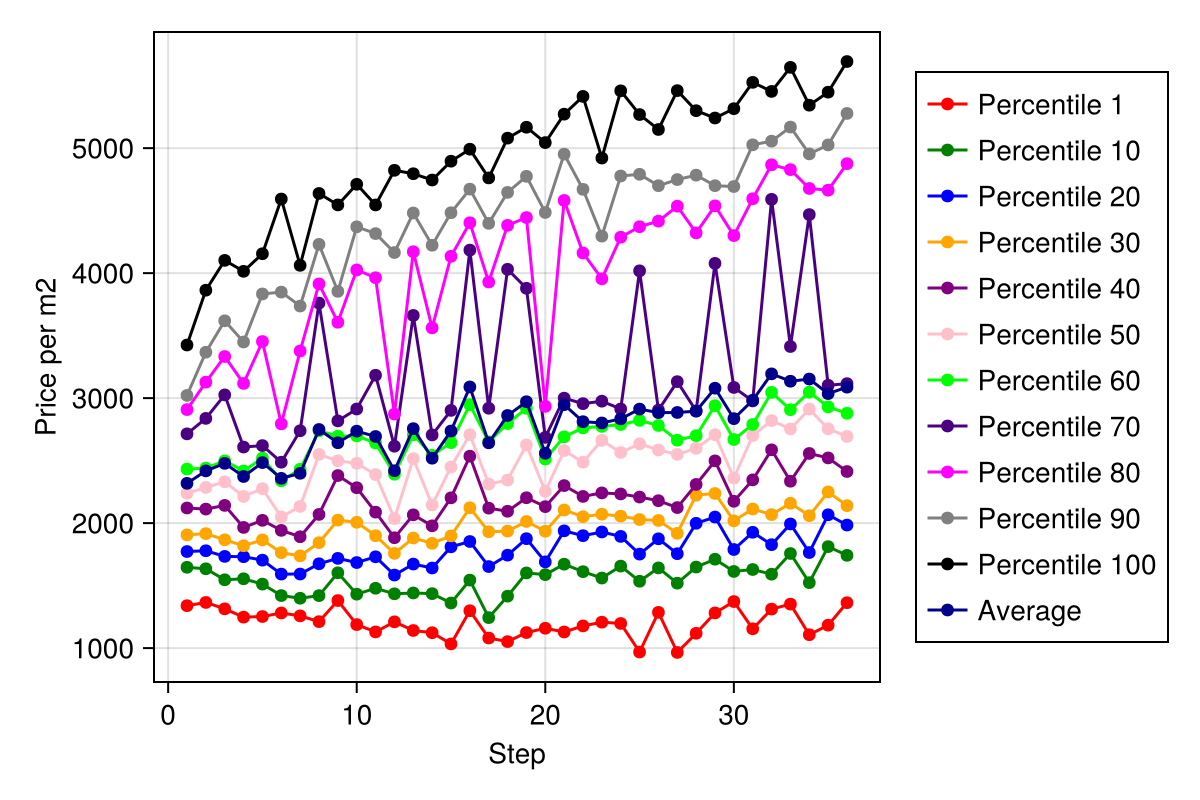 Price per m2
5000
4000
3000
2000
1000
0
10
20
30
Step
Percentile 1
Percentile 10
Percentile 20
Percentile 30
Percentile 40
Percentile 50
Percentile 60
Percentile 70
Percentile 80
Percentile 90
Percentile 100
Average